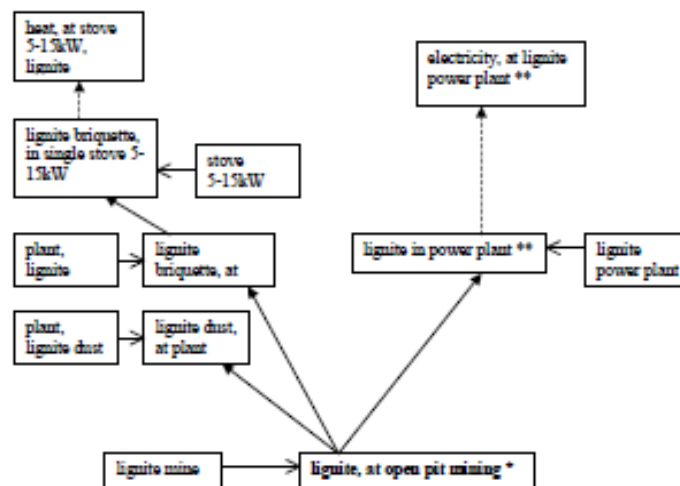 heat, at stove
5-15kW,
lignite
electricity, at lignite
power plant **
lignite briquette,
in single stove 5-
15kW
stove
5-15kW
plant,
lignite
lignite
briquette, at
lignite in power plant **
lignite
power plant
plant,
lignite dust
lignite dust,
at plant
lignite mine
lignite, at open pit mining *